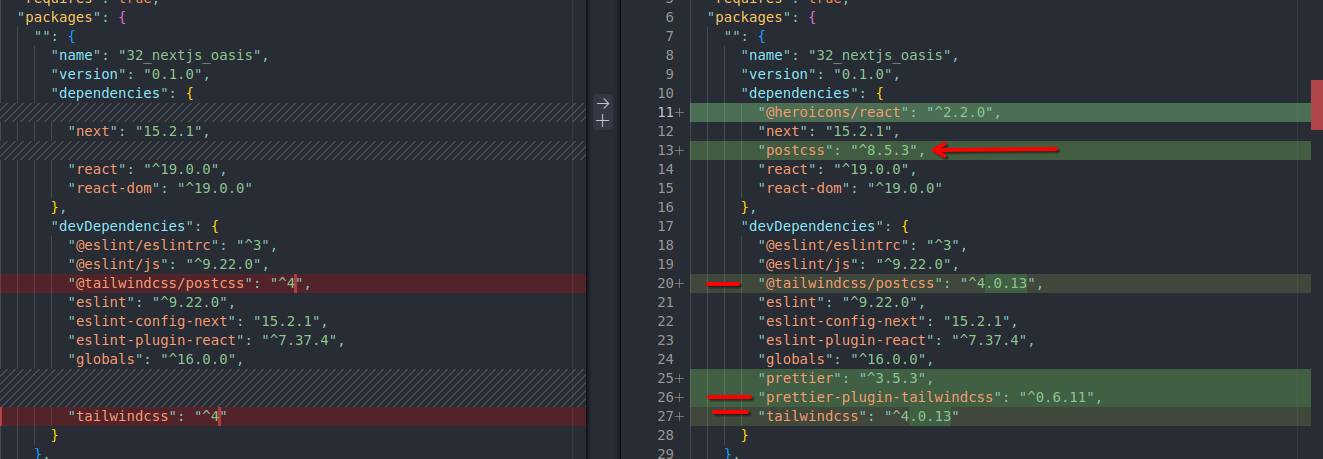 "requires": true,
"packages": {
"": {
"name": "32_nextjs_oasis",
"version": "0.1.0",
"dependencies": {
"next": "15.2.1",
"react": "^19.0.0",
"react-dom": "^19.0.0"
},
"devDependencies": {
"@eslint/eslintrc": "^3",
"@eslint/js": "^9.22.0",
"@tailwindcss/postcss": "^4",
"eslint": "^9.22.0",
"eslint-config-next": "15.2.1",
"eslint-plugin-react": "^7.37.4",
"globals": "^16.0.0",
"tailwindcss": "^4"
}
},
5 "requires": true,
6 "packages": {
7 "": {
8 "name": "32_nextjs_oasis",
9 "version": "0.1.0",
10 "dependencies": {
11+ "@heroicons/react": "^2.2.0",
12 "next": "15.2.1",
13+ "postcss": "^8.5.3",
14 "react": "^19.0.0",
15 "react-dom": "^19.0.0"
16 },
17 "devDependencies": {
18 "@eslint/eslintrc": "^3",
19 "@eslint/js": "^9.22.0",
20+ "@tailwindcss/postcss": "^4.0.13",
21 "eslint": "^9.22.0",
22 "eslint-config-next": "15.2.1",
23 "eslint-plugin-react": "^7.37.4",
24 "globals": "^16.0.0",
25+ "prettier": "^3.5.3",
26+ "prettier-plugin-tailwindcss": "^0.6.11",
27+ "tailwindcss": "^4.0.13"
28 }
29 },